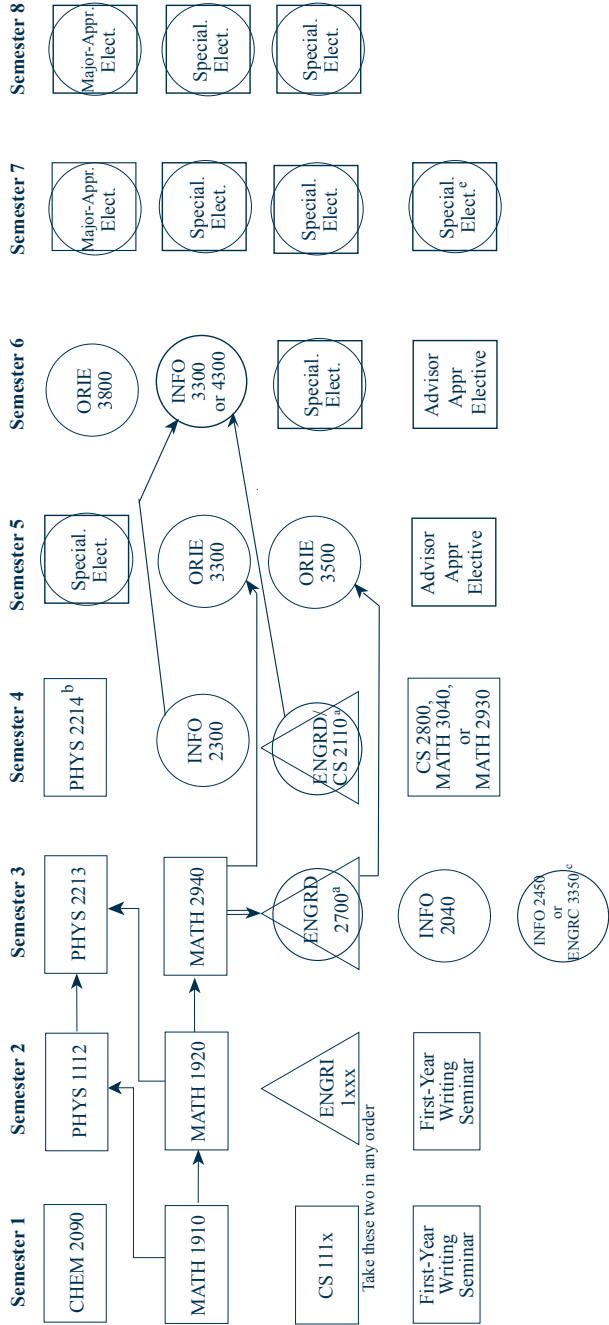 Semester 1
CHEM 2090
MATH 1910
CS 111x
Take these two in any order
First-Year
Writing
Seminar
Semester 2
PHYS 1112
MATH 1920
ENGRI
1xxx
First-Year
Writing
Seminar
Semester 3
PHYS 2213
MATH 2940
ENGRD
2700a
INFO
2040
INFO 2450
or
ENGRC 3350c
Semester 4
PHYS 2214b
INFO
2300
ENGRD/
CS 2110a
CS 2800,
MATH 3040,
or
MATH 2930
Semester 5
Special.
Elect.
ORIE
3300
ORIE
3500
Advisor
Appr
Elective
Semester 6
ORIE
3800
INFO
3300
or 4300
Special.
Elect.
Advisor
Appr
Elective
Semester 7
Major-Appr.
Elect.
Special.
Elect.
Special.
Elect.
Special.
Elect.e
Semester 8
Major-Appr.
Elect.
Special.
Elect.
Special.
Elect.